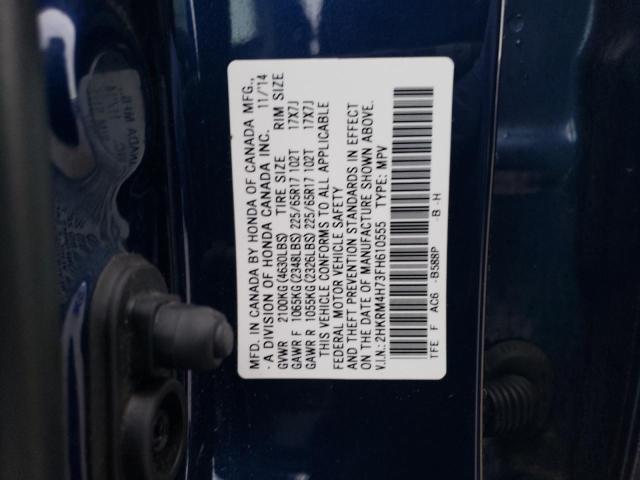 MFD. IN CANADA BY HONDA OF CANADA MFG.,
A DIVISION OF HONDA CANADA INC. 11/'14
GVWR 2100KG(4630LBS) TIRE SIZE RIM SIZE
GAWR F 1065KG(2348LBS) 225/65R17 102T 17X7J
GAWR R 1055KG(2326LBS) 225/65R17 102T 17X7J
THIS VEHICLE CONFORMS TO ALL APPLICABLE
FEDERAL MOTOR VEHICLE SAFETY
AND THEFT PREVENTION STANDARDS IN EFFECT
ON THE DATE OF MANUFACTURE SHOWN ABOVE.
V.I.N.: 2HKRM4H73FH610555 TYPE: MPV
TFE F AC6 -B588P -B -H